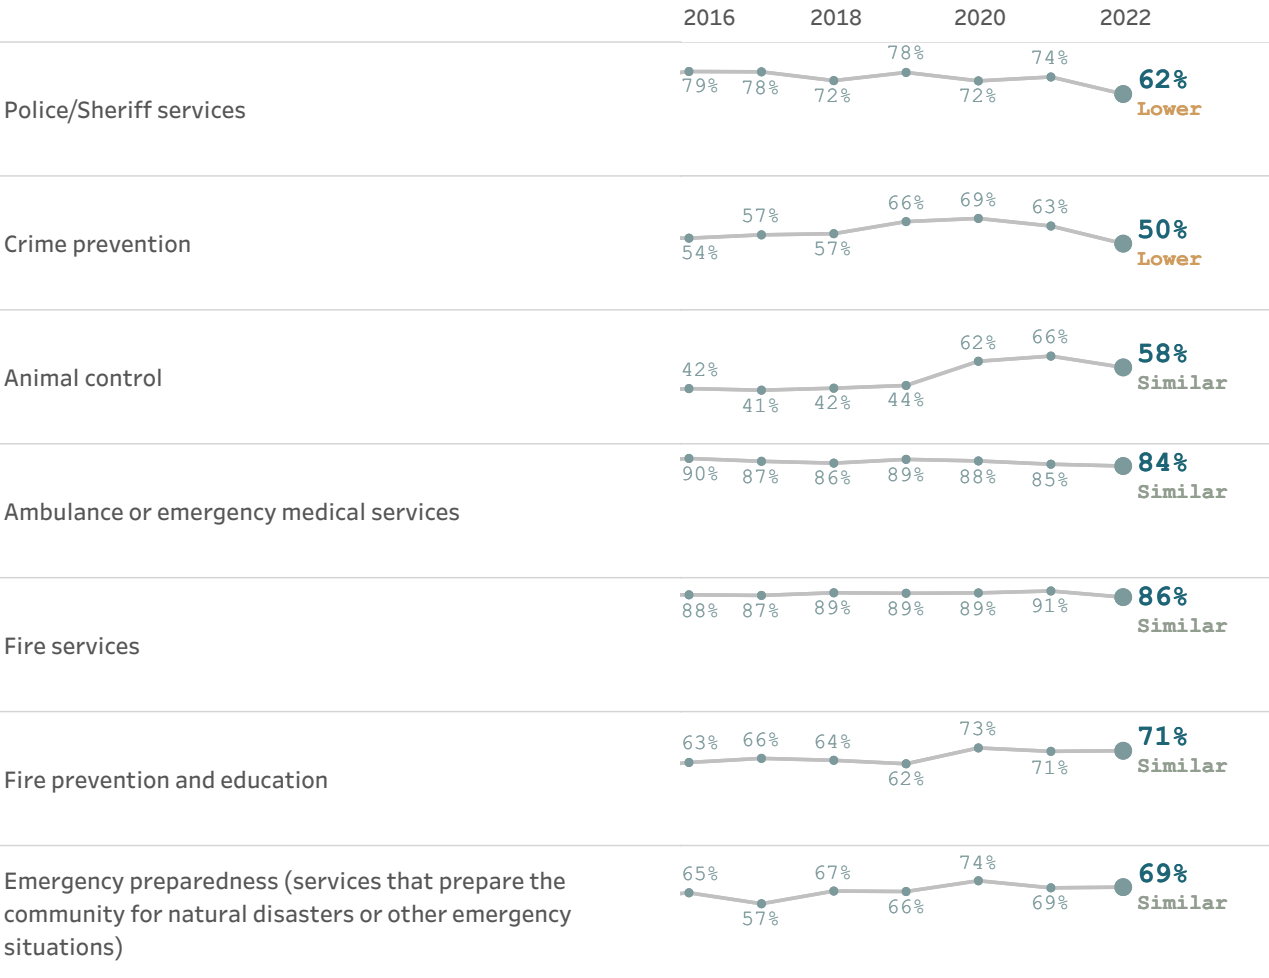 2016 2018 2020 2022
78% 74%
79% 78% 72% 72% 62%
Police/Sheriff services Lower
57% 66% 69% 63%
54% 57% 50%
Crime prevention Lower
42% 62% 66% 58%
Animal control 41% 42% 44% Similar
90% 87% 86% 89% 88% 85% 84%
Similar
Ambulance or emergency medical services
88% 87% 89% 89% 89% 91% 86%
Similar
Fire services
63% 66% 64% 73% 71%
62% 71% Similar
Fire prevention and education
65% 67% 74% 69%
57% 66% 69% Similar
Emergency preparedness (services that prepare the
community for natural disasters or other emergency
situations)